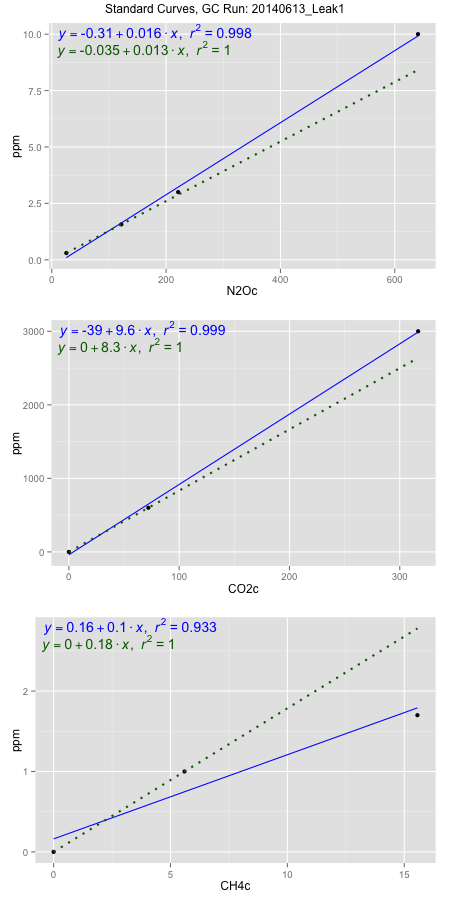 Standard Curves, GC Run: 20140613_Leak1
y = -0.31 + 0.016 · x, r² = 0.998
y = -0.035 + 0.013 · x, r² = 1
10.0
7.5
5.0
2.5
0.0
ppm
0 200 400 600
N2Oc
y = -39 + 9.6 · x, r² = 0.999
y = 0 + 8.3 · x, r² = 1
3000
2000
1000
0
ppm
0 100 200 300
CO2c
y = 0.16 + 0.1 · x, r² = 0.933
y = 0 + 0.18 · x, r² = 1
2
1
0
ppm
0 5 10 15
CH4c